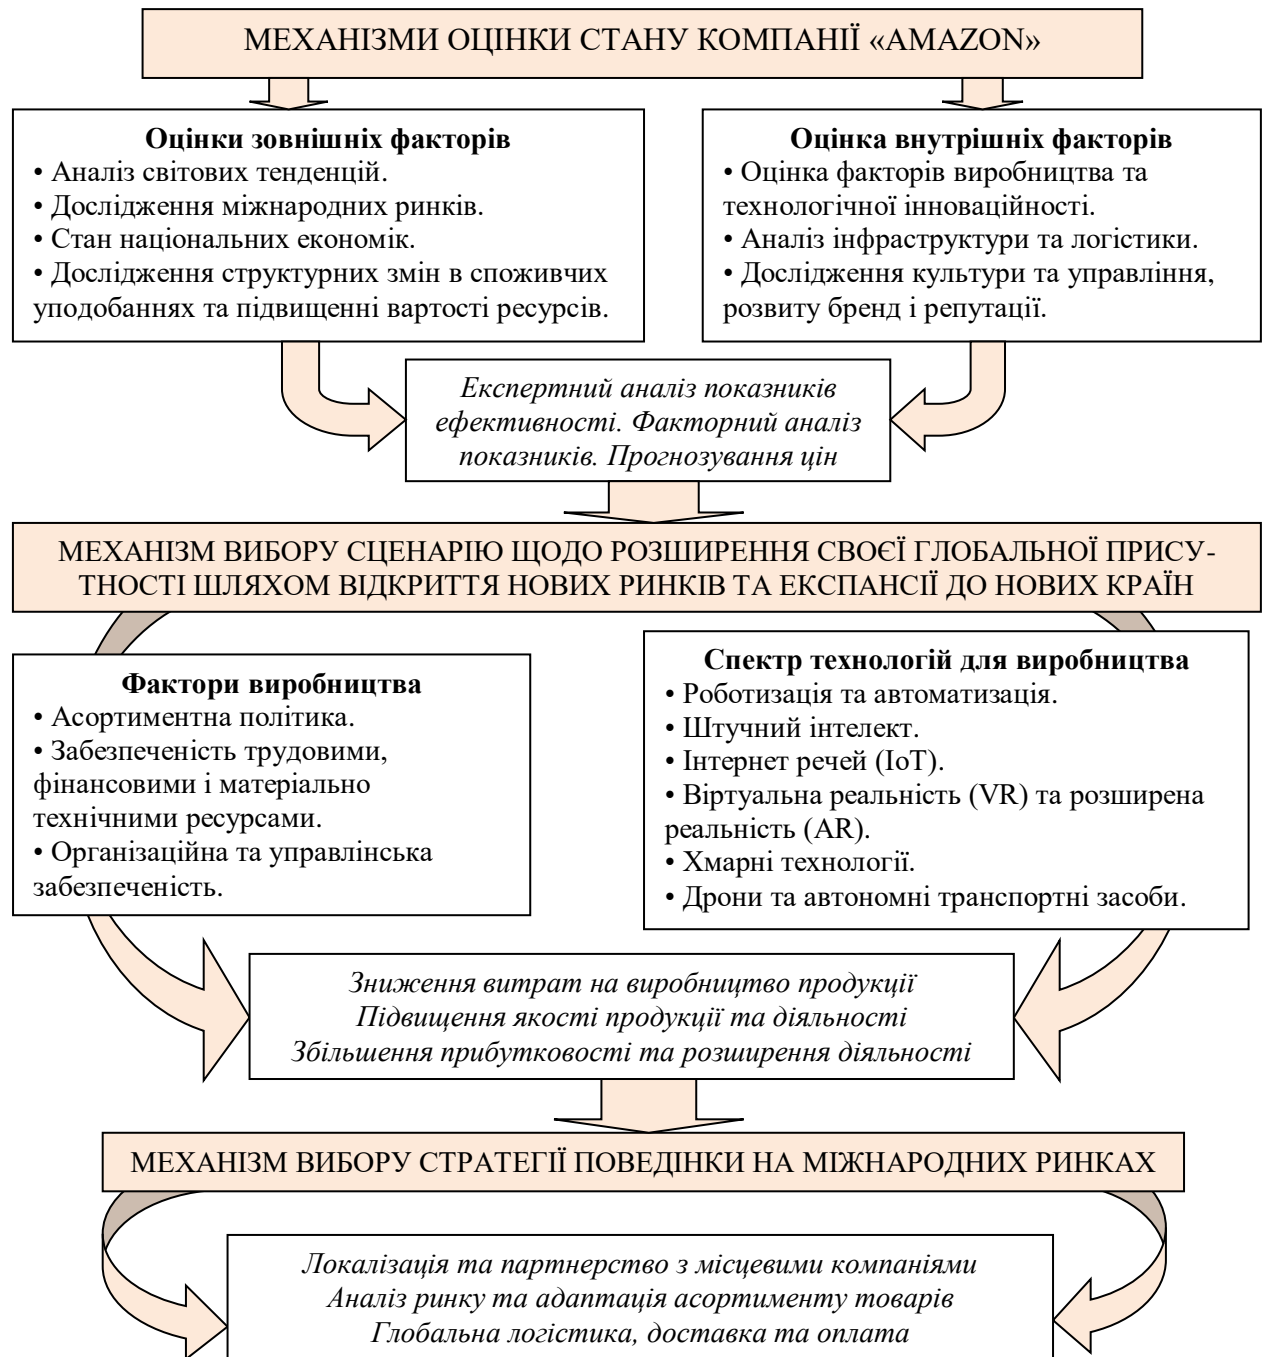 МЕХАНІЗМИ ОЦІНКИ СТАНУ КОМПАНІЇ «AMAZON»
Оцінки зовнішніх факторів
• Аналіз світових тенденцій.
• Дослідження міжнародних ринків.
• Стан національних економік.
• Дослідження структурних змін в споживчих
уподобаннях та підвищенні вартості ресурсів.
Оцінка внутрішніх факторів
• Оцінка факторів виробництва та
технологічної інноваційності.
• Аналіз інфраструктури та логістики.
• Дослідження культури та управління,
розвиту бренд і репутації.
Експертний аналіз показників
ефективності. Факторний аналіз
показників. Прогнозування цін
МЕХАНІЗМ ВИБОРУ СЦЕНАРІЮ ЩОДО РОЗШИРЕННЯ СВОЄЇ ГЛОБАЛЬНОЇ ПРИСУ-
ТНОСТІ ШЛЯХОМ ВІДКРИТТЯ НОВИХ РИНКІВ ТА ЕКСПАНСІЇ ДО НОВИХ КРАЇН
Фактори виробництва
• Асортиментна політика.
• Забезпеченість трудовими,
фінансовими і матеріально
технічними ресурсами.
• Організаційна та управлінська
забезпеченість.
Спектр технологій для виробництва
• Роботизація та автоматизація.
• Штучний інтелект.
• Інтернет речей (IoT).
• Віртуальна реальність (VR) та розширена
реальність (AR).
• Хмарні технології.
• Дрони та автономні транспортні засоби.
Зниження витрат на виробництво продукції
Підвищення якості продукції та діяльності
Збільшення прибутковості та розширення діяльності
МЕХАНІЗМ ВИБОРУ СТРАТЕГІЇ ПОВЕДІНКИ НА МІЖНАРОДНИХ РИНКАХ
Локалізація та партнерство з місцевими компаніями
Аналіз ринку та адаптація асортименту товарів
Глобальна логістика, доставка та оплата